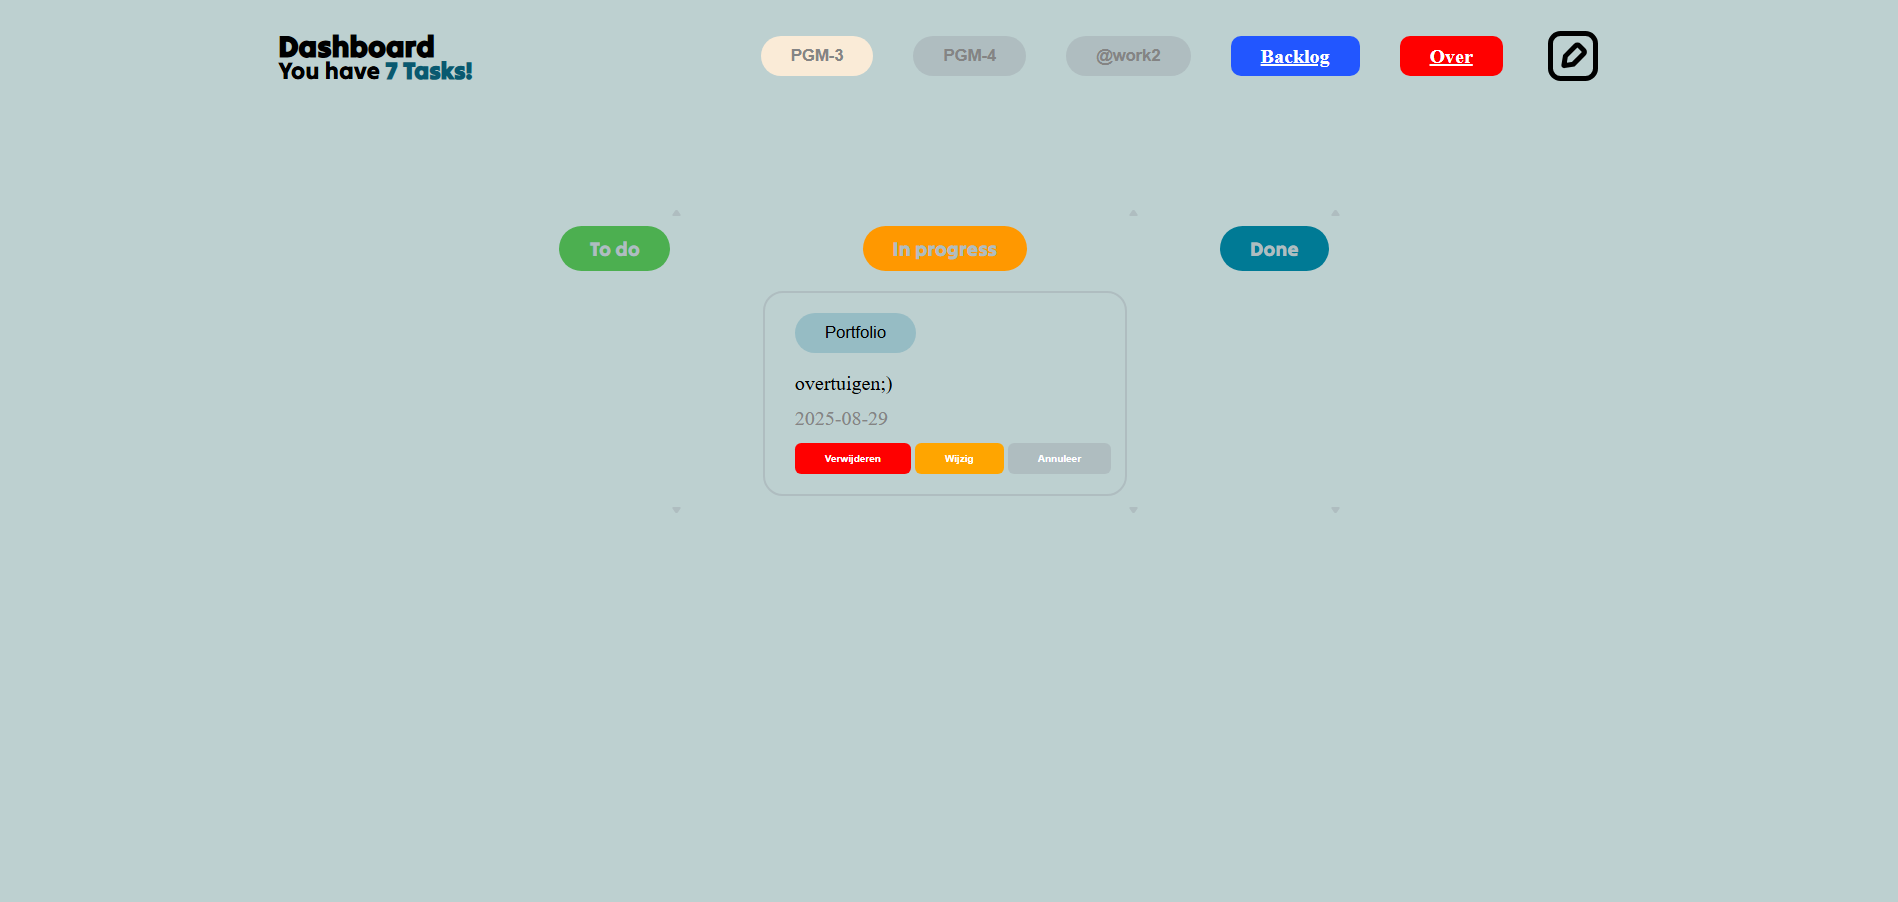 Dashboard
You have 7 Tasks!
PGM-3
PGM-4
@work2
Backlog
Over
To do
In progress
Done
Portfolio
overtuigen;)
2025-08-29
Verwijderen
Wijzig
Annuleer